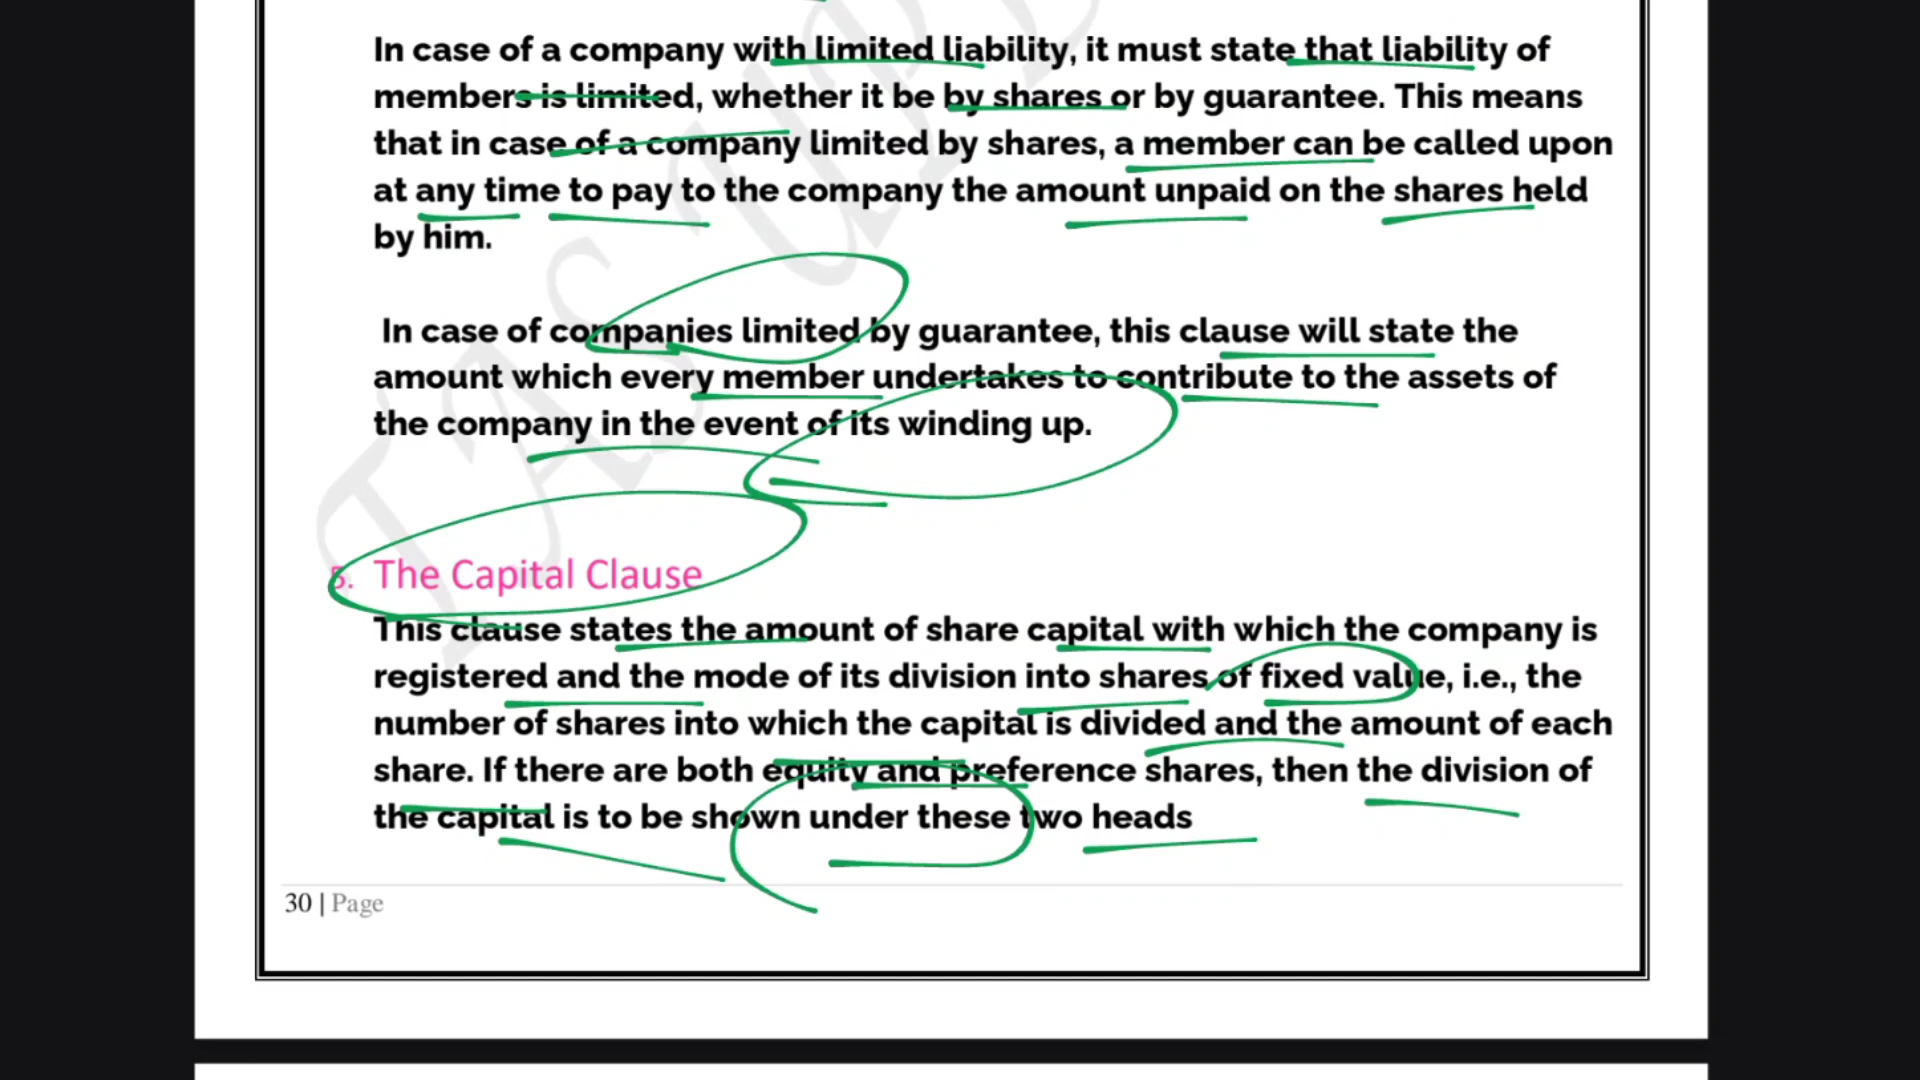 In case of a company with limited liability, it must state that liability of
members is limited, whether it be by shares or by guarantee. This means
that in case of a company limited by shares, a member can be called upon
at any time to pay to the company the amount unpaid on the shares held
by him.
In case of companies limited by guarantee, this clause will state the
amount which every member undertakes to contribute to the assets of
the company in the event of its winding up.
5. The Capital Clause
This clause states the amount of share capital with which the company is
registered and the mode of its division into shares of fixed value, i.e., the
number of shares into which the capital is divided and the amount of each
share. If there are both equity and preference shares, then the division of
the capital is to be shown under these two heads
30 | Page